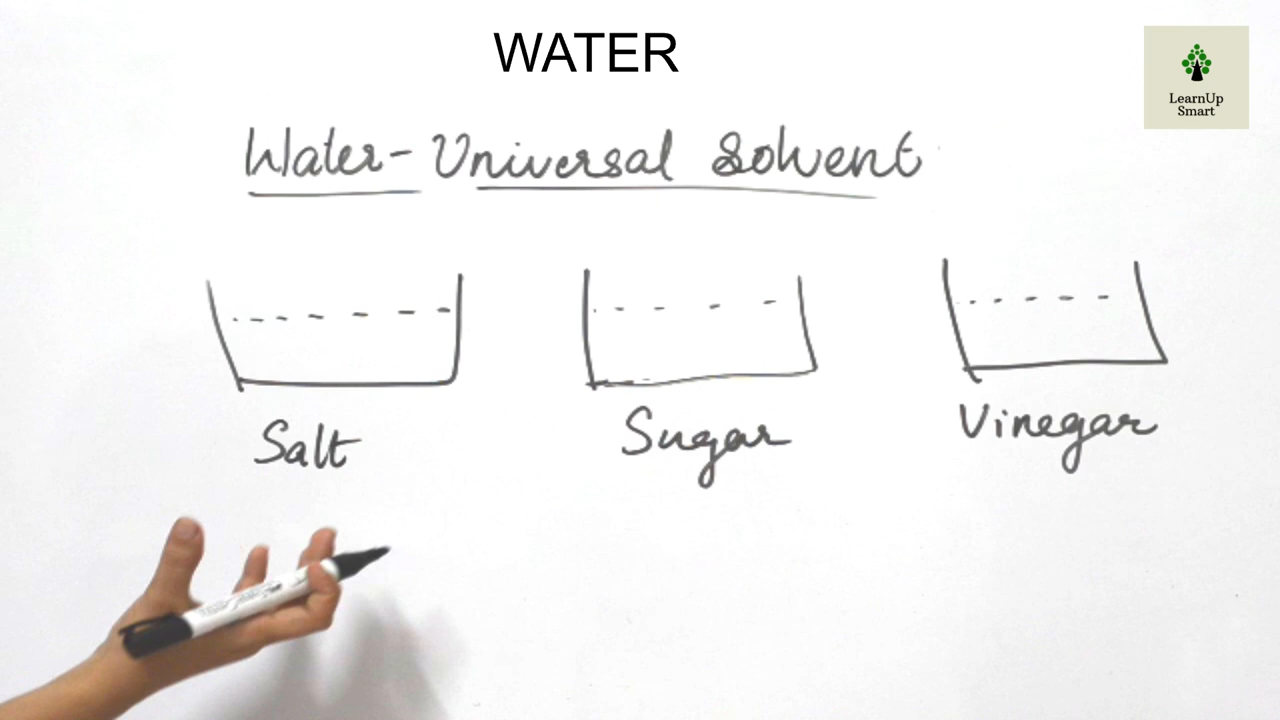 WATER
LearnUp
Smart
Water - Universal Solvent
Salt
Sugar
Vinegar